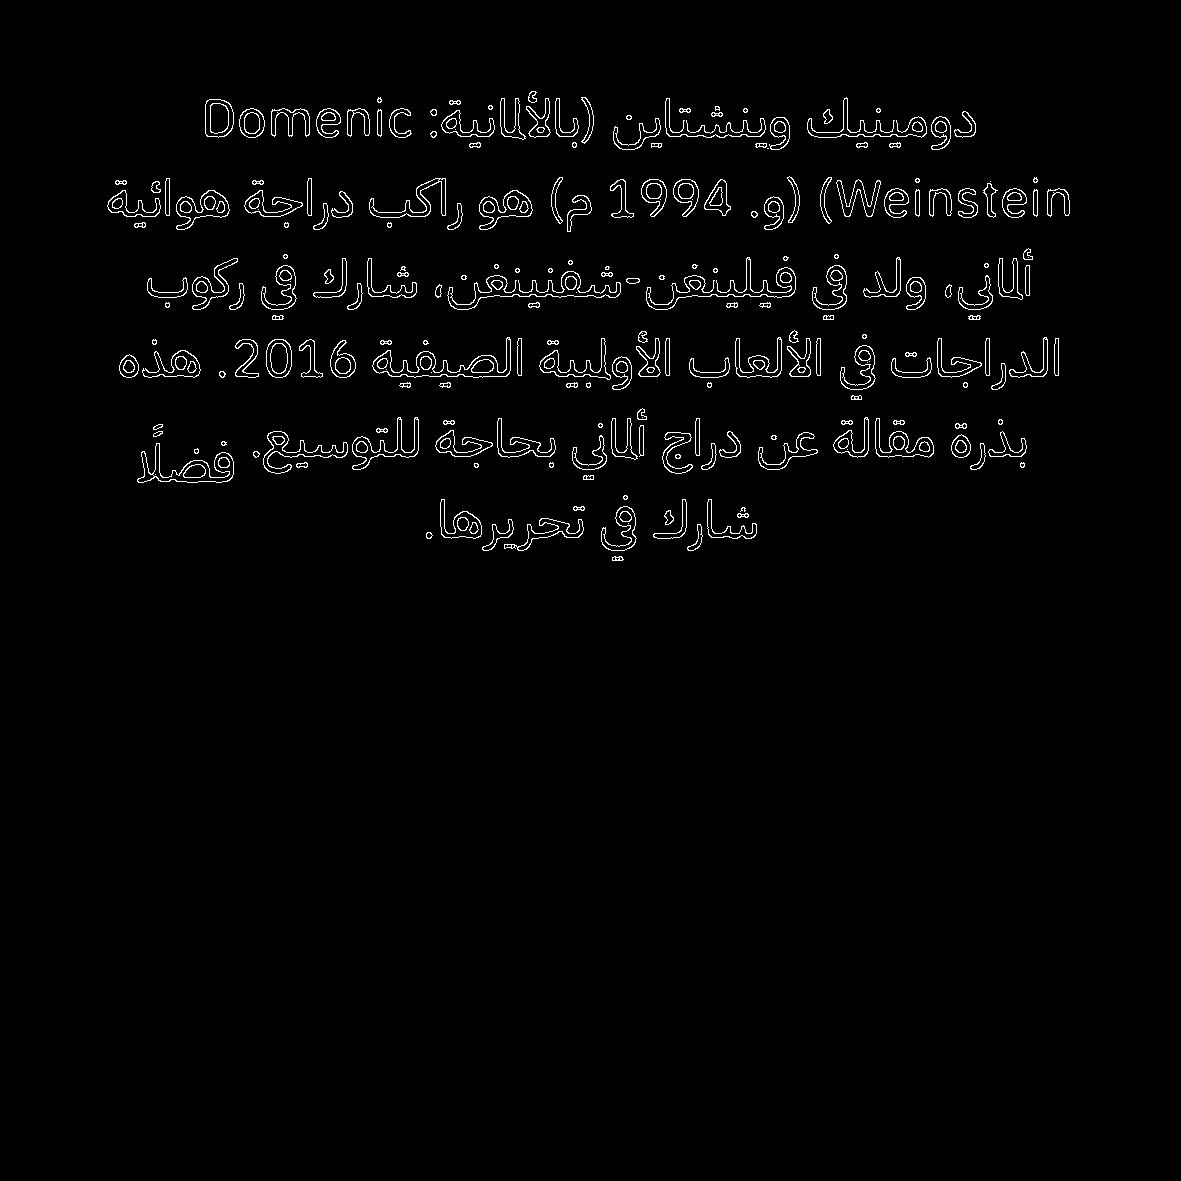 دومينيك وينشتاين (بالألمانية: Domenic
Weinstein) (و. 1994 م) هو راكب دراجة هوائية
ألماني، ولد في فيلينغن-شفنينغن، شارك في ركوب
الدراجات في الألعاب الأولمبية الصيفية 2016. هذه
بذرة مقالة عن دراج ألماني بحاجة للتوسيع. فضلًا
شارك في تحريرها.